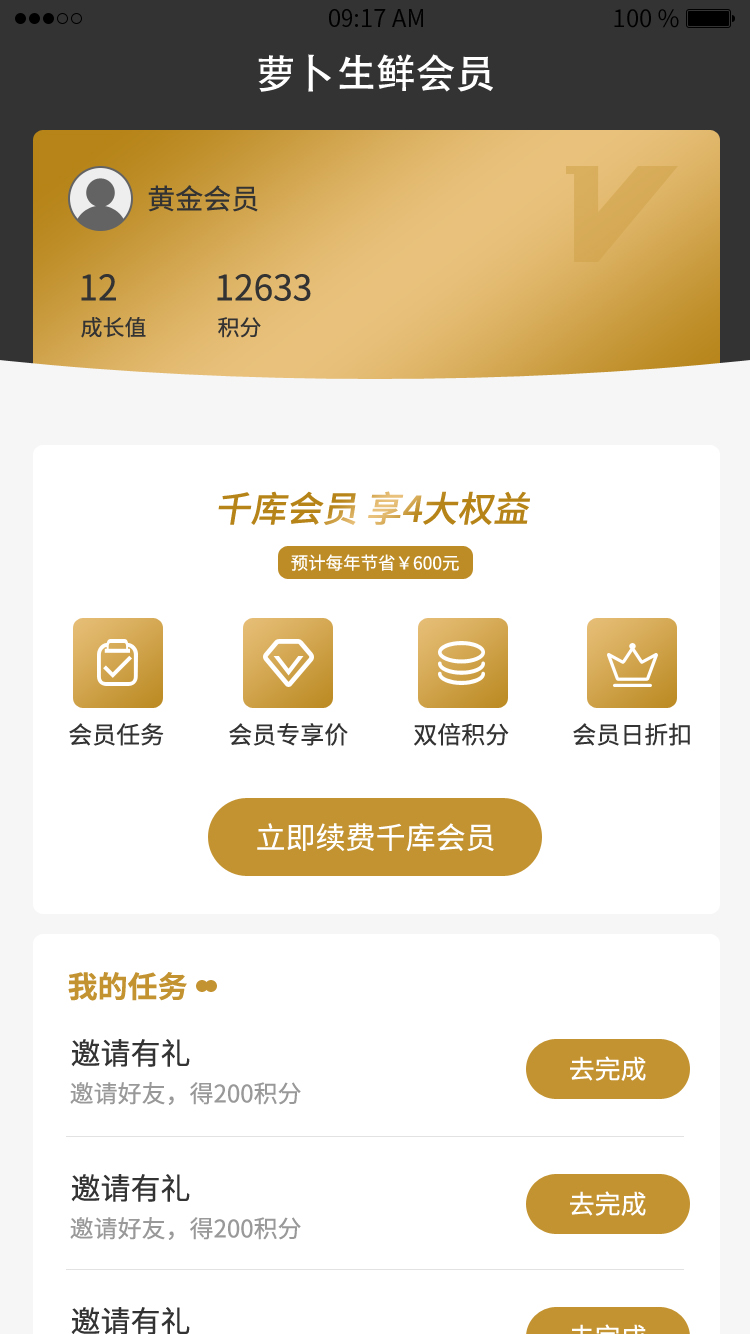 09:17 AM
100 %
萝卜生鲜会员
黄金会员
12
12633
成长值
积分
千库会员 享4大权益
预计每年节省￥600元
会员任务
会员专享价
双倍积分
会员日折扣
立即续费千库会员
我的任务
邀请有礼
邀请好友，得200积分
去完成
邀请有礼
邀请好友，得200积分
去完成
邀请有礼
去完成